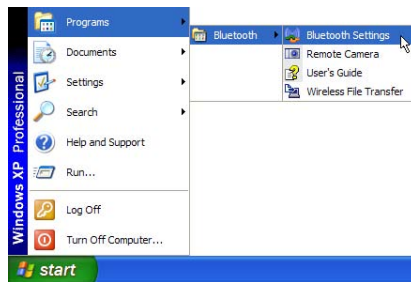 Windows XP Professional
Programs
Documents
Settings
Search
Help and Support
Run...
Log Off
Turn Off Computer...
Bluetooth
Bluetooth Settings
Remote Camera
User's Guide
Wireless File Transfer
start